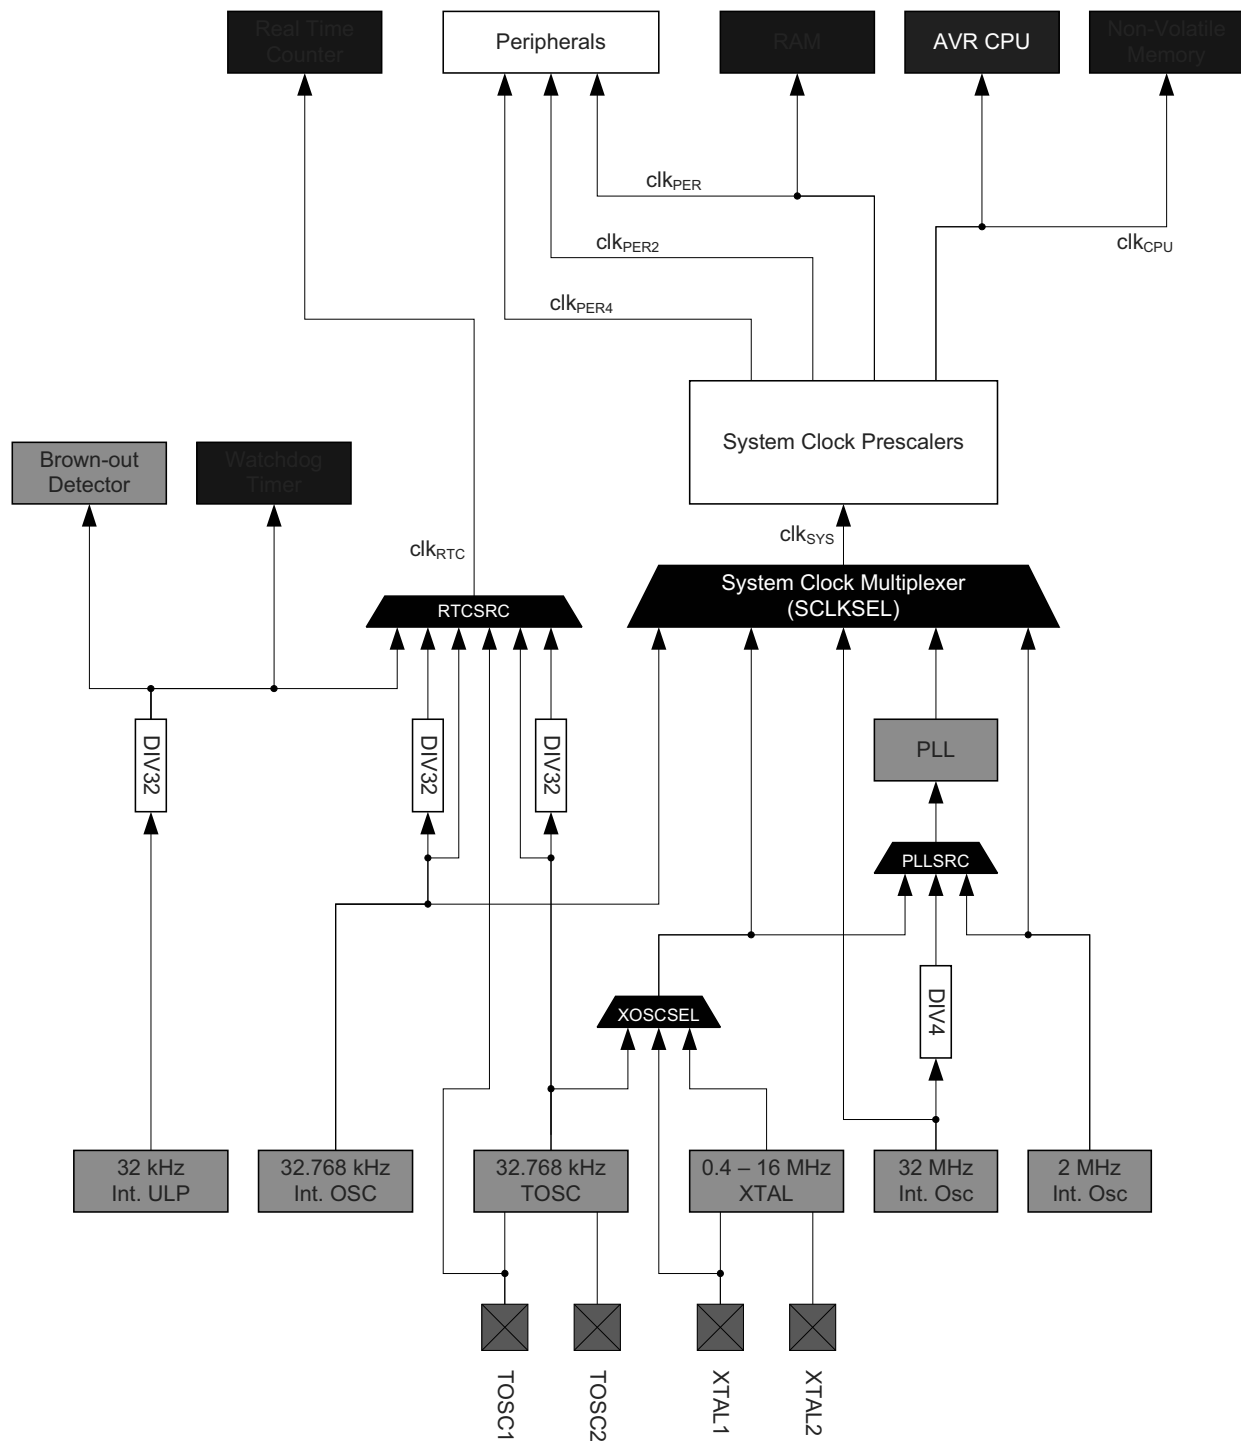 Real Time
Counter
Peripherals
RAM
AVR CPU
Non-Volatile
Memory
clkPER
clkPER2
clkCPU
clkPER4
System Clock Prescalers
Brown-out
Detector
Watchdog
Timer
clkRTC
clkSYS
System Clock Multiplexer
(SCLKSEL)
RTCSRC
DIV32
DIV32
DIV32
PLL
PLLSRC
DIV4
XOSCSEL
32 kHz
Int. ULP
32.768 kHz
Int. OSC
32.768 kHz
TOSC
0.4 – 16 MHz
XTAL
32 MHz
Int. Osc
2 MHz
Int. Osc
TOSC1
TOSC2
XTAL1
XTAL2